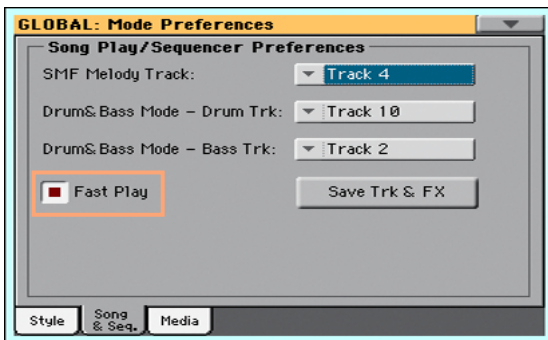 GLOBAL: Mode Preferences
Song Play/Sequencer Preferences
SMF Melody Track: Track 4
Drum&Bass Mode - Drum Trk: Track 10
Drum&Bass Mode - Bass Trk: Track 2
Fast Play Save Trk & FX
Style Song & Seq. Media